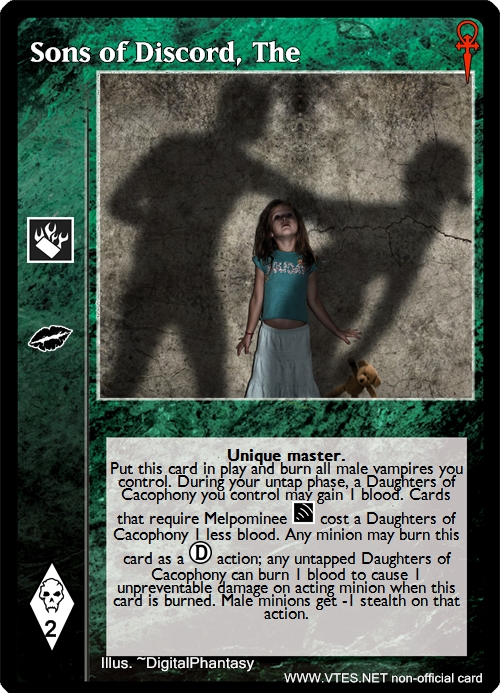 Sons of Discord, The
Unique master.
Put this card in play and burn all male vampires you
control. During your untap phase, a Daughters of
Cacophony you control may gain 1 blood. Cards
that require Melpominee cost a Daughters of
Cacophony 1 less blood. Any minion may burn this
card as a D action; any untapped Daughters of
Cacophony can burn 1 blood to cause 1
unpreventable damage on acting minion when this
card is burned. Male minions get -1 stealth on that
action.
2
Illus. ~DigitalPhantasy
WWW.VTES.NET non-official card